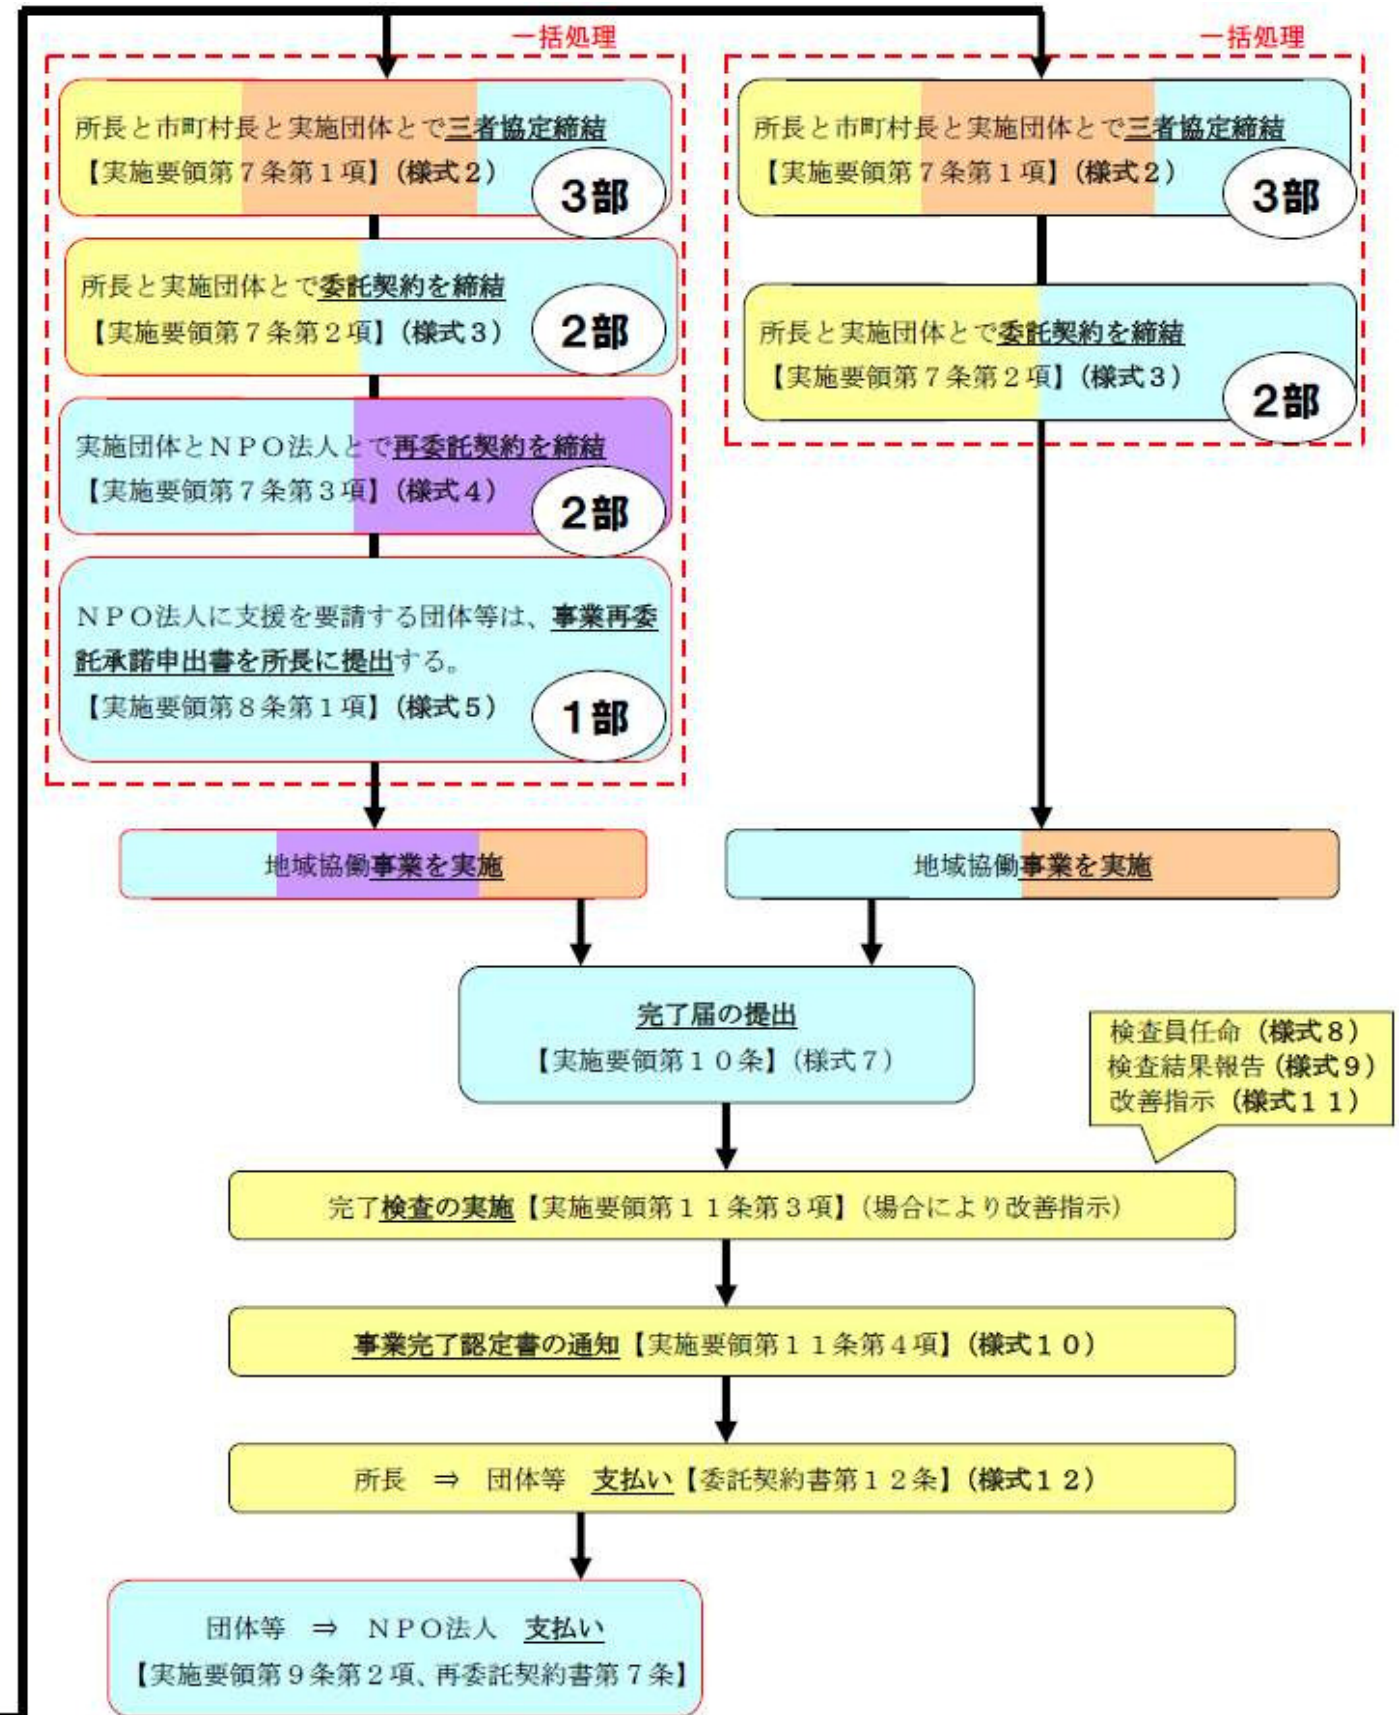 一括処理
所長と市町村長と実施団体とで三者協定締結
【実施要領第７条第１項】（様式２）
３部
所長と実施団体とで委託契約を締結
【実施要領第７条第２項】（様式３）
２部
実施団体とＮＰＯ法人とで再委託契約を締結
【実施要領第７条第３項】（様式４）
２部
ＮＰＯ法人に支援を要請する団体等は、事業再委
託承諾申出書を所長に提出する。
【実施要領第８条第１項】（様式５）
１部
地域協働事業を実施
一括処理
所長と市町村長と実施団体とで三者協定締結
【実施要領第７条第１項】（様式２）
３部
所長と実施団体とで委託契約を締結
【実施要領第７条第２項】（様式３）
２部
地域協働事業を実施
完了届の提出
【実施要領第１０条】（様式７）
検査員任命（様式８）
検査結果報告（様式９）
改善指示（様式１１）
完了検査の実施【実施要領第１１条第３項】（場合により改善指示）
事業完了認定書の通知【実施要領第１１条第４項】（様式１０）
所長　⇒　団体等　支払い【委託契約書第１２条】（様式１２）
団体等　⇒　ＮＰＯ法人　支払い
【実施要領第９条第２項、再委託契約書第７条】